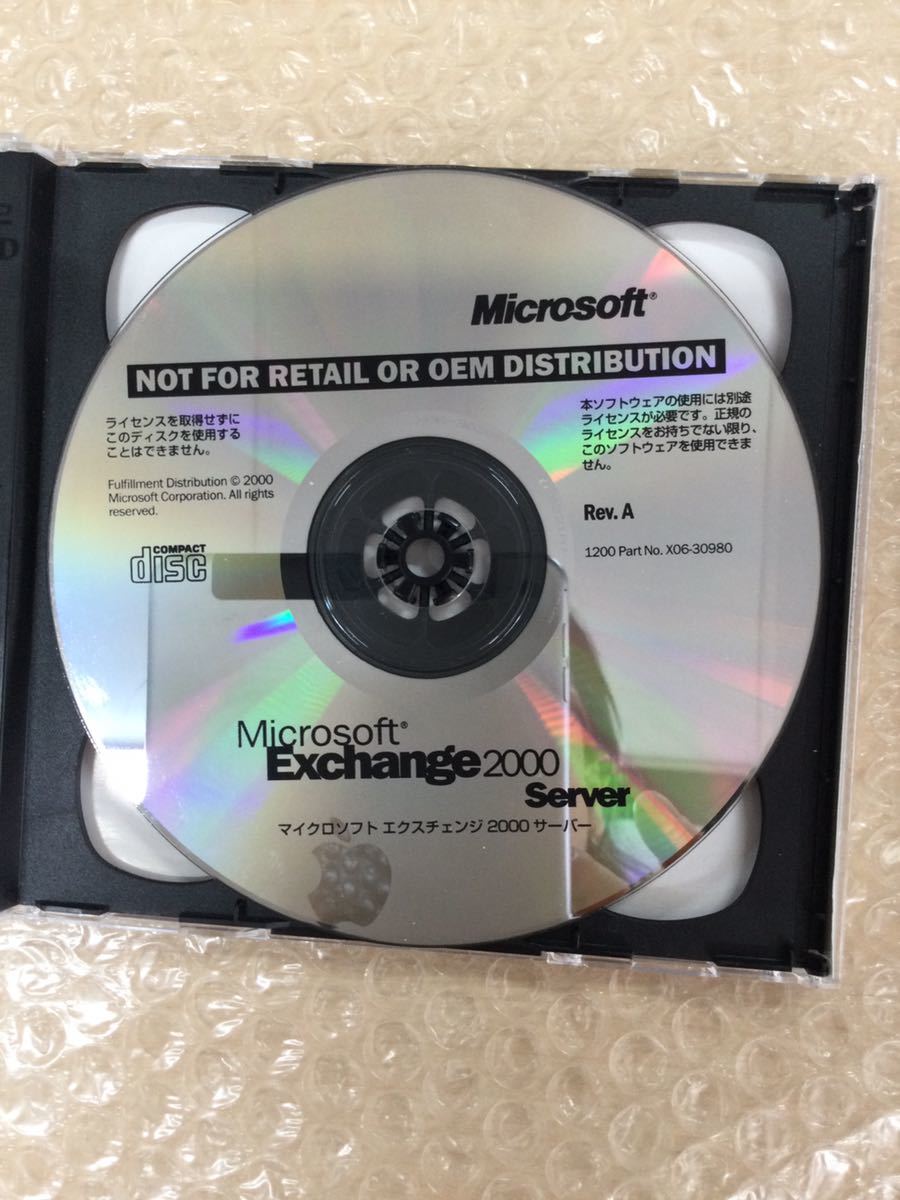 Microsoft®
NOT FOR RETAIL OR OEM DISTRIBUTION
ライセンスを取得せずに
このディスクを使用する
ことはできません。
Fulfillment Distribution © 2000
Microsoft Corporation. All rights
reserved.
COMPACT
disc
本ソフトウェアの使用には別途
ライセンスが必要です。正規の
ライセンスをお持ちでない限り、
このソフトウェアを使用できま
せん。
Rev. A
1200 Part No. X06-30980
Microsoft®
Exchange 2000
Server
マイクロソフト エクスチェンジ 2000 サーバー